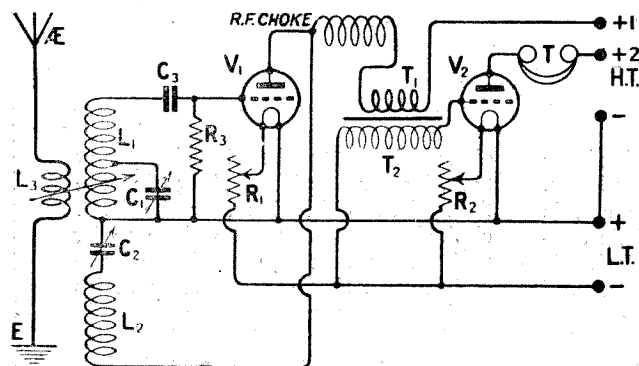 Æ
R.F. CHOKE
+1
+2
H.T.
T
C₃
V₁
T₁
V₂
-
L₁
R₃
T₂
L₃
C₁
R₁
R₂
+
L.T.
C₂
-
L₂
E